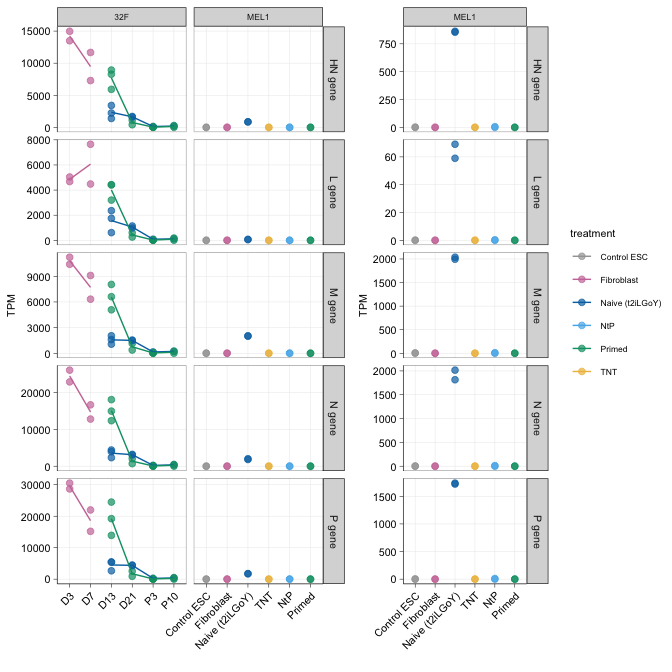 32F
MEL1
MEL1
15000
10000
5000
0
HN gene
750
500
250
0
HN gene
8000
6000
4000
2000
0
L gene
60
40
20
0
L gene
TPM
9000
6000
3000
0
M gene
TPM
2000
1500
1000
500
0
M gene
20000
10000
0
N gene
2000
1500
1000
500
0
N gene
30000
20000
10000
0
P gene
1500
1000
500
0
P gene
D3
D7
D13
D21
P3
P10
Control ESC
Fibroblast
Naive (t2iLGoY)
TNT
NtP
Primed
Control ESC
Fibroblast
Naive (t2iLGoY)
TNT
NtP
Primed
treatment
Control ESC
Fibroblast
Naive (t2iLGoY)
NtP
Primed
TNT